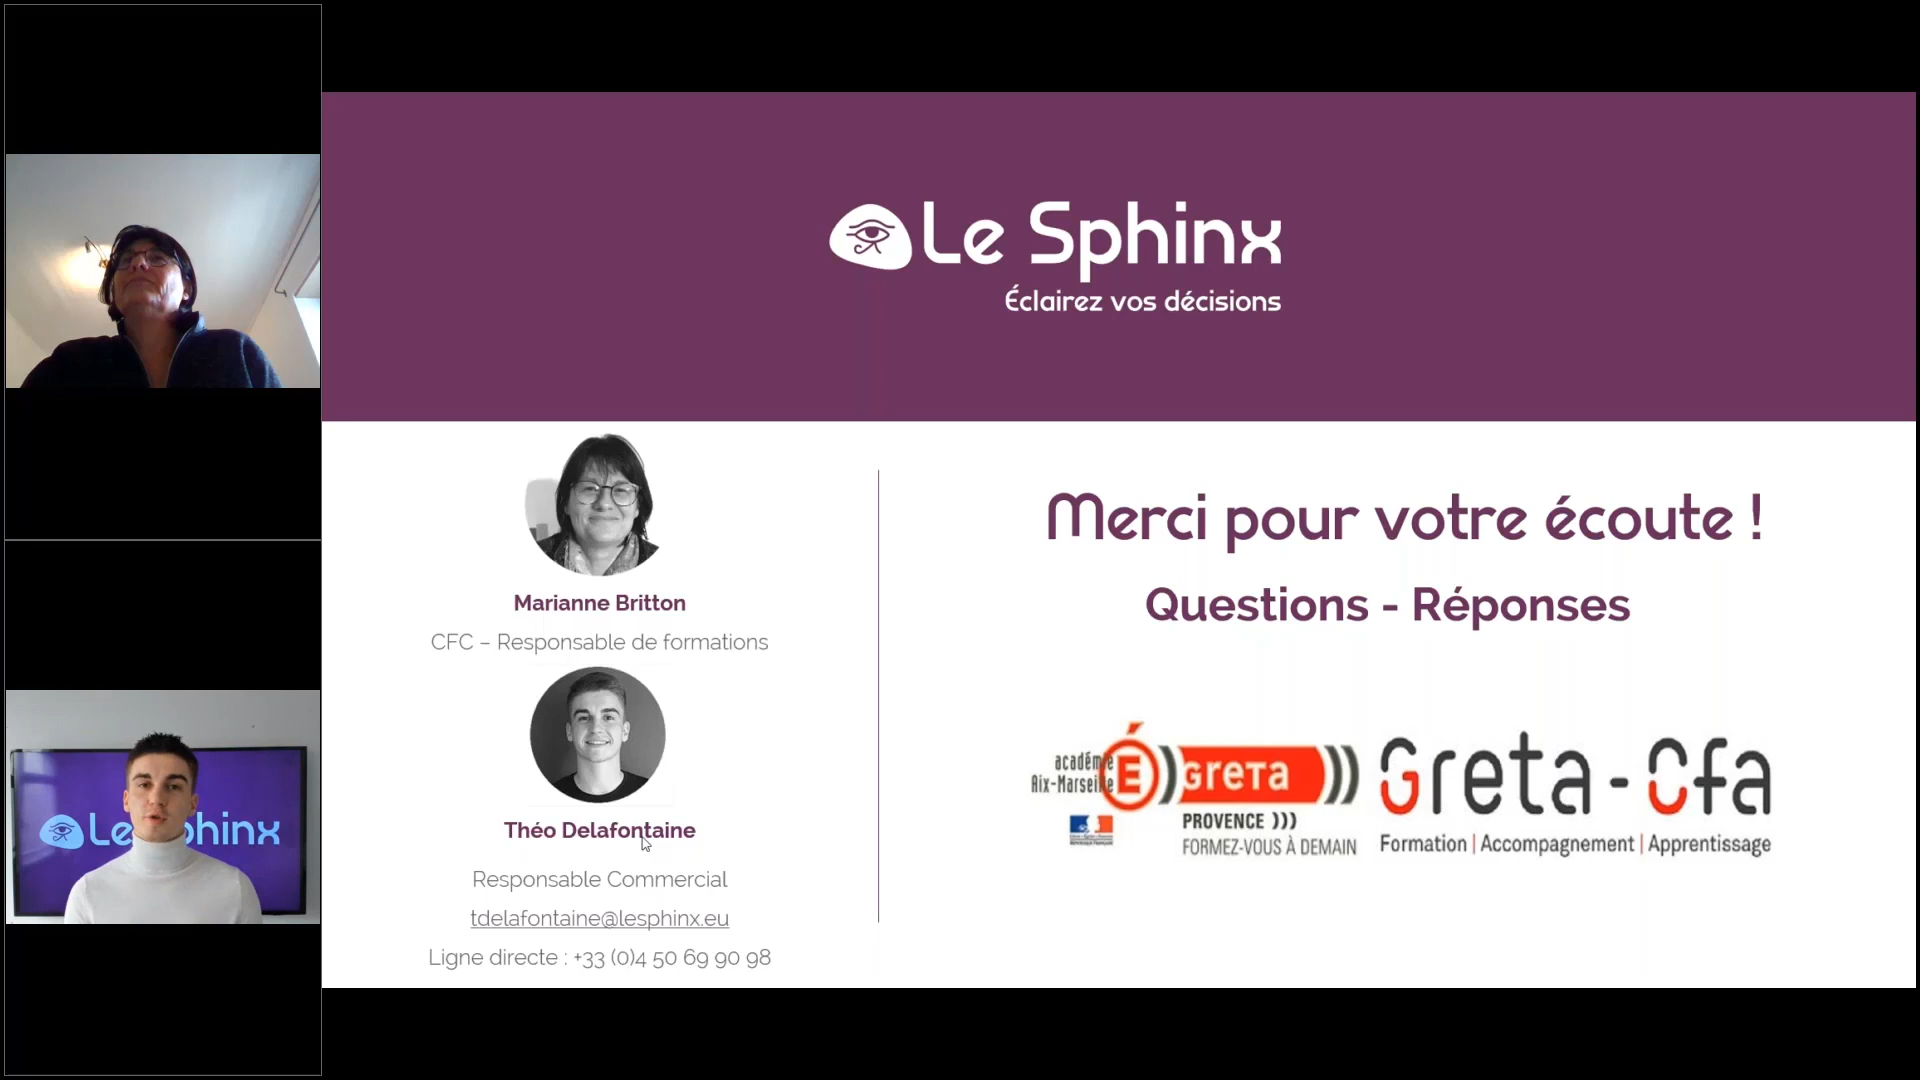 Le Sphinx
Éclairez vos décisions
Marianne Britton
CFC – Responsable de formations
Théo Delafontaine
Responsable Commercial
tdelafontaine@lesphinx.eu
Ligne directe : +33 (0)4 50 69 90 98
Merci pour votre écoute !
Questions - Réponses
académie
Aix-Marseille
É
GRETA
PROVENCE )))
FORMEZ-VOUS À DEMAIN
Greta-Cfa
Formation | Accompagnement | Apprentissage
Le Sphinx